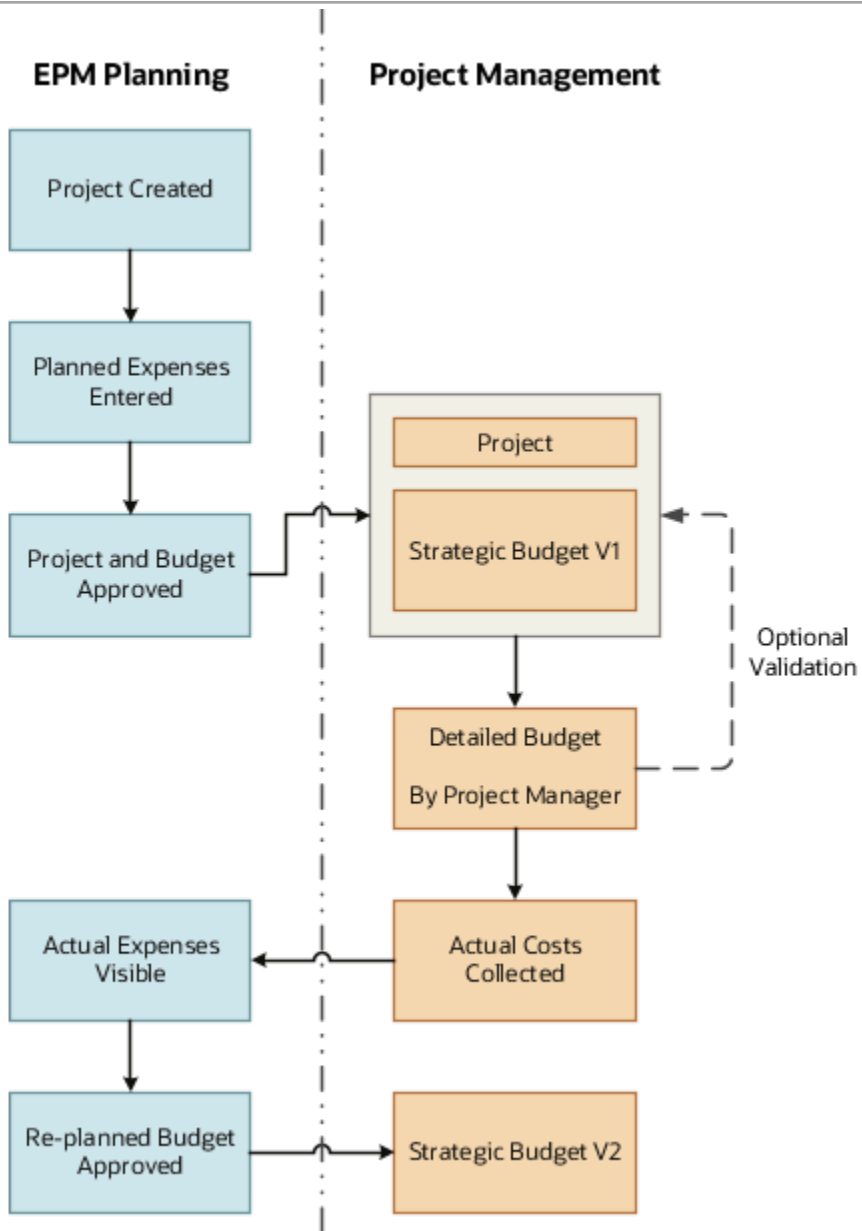 EPM Planning
Project Management
Project Created
Planned Expenses
Entered
Project and Budget
Approved
Project
Strategic Budget V1
Optional
Validation
Detailed Budget
By Project Manager
Actual Expenses
Visible
Actual Costs
Collected
Re-planned Budget
Approved
Strategic Budget V2